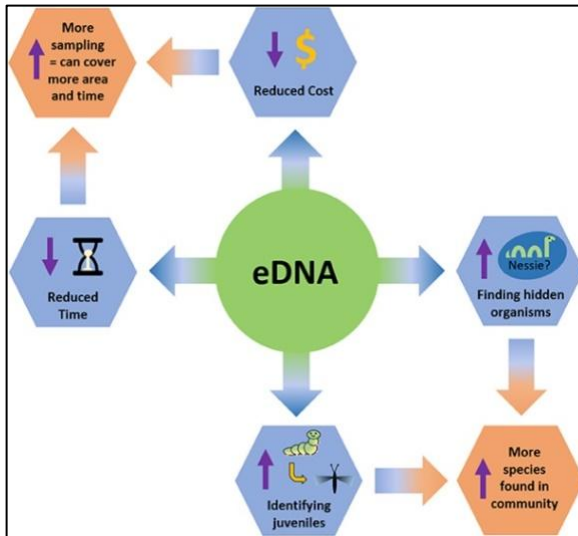 More
sampling
= can cover
more area
and time
$
Reduced Cost
eDNA
Reduced
Time
Nessie?
Finding hidden
organisms
Identifying
juveniles
More
species
found in
community